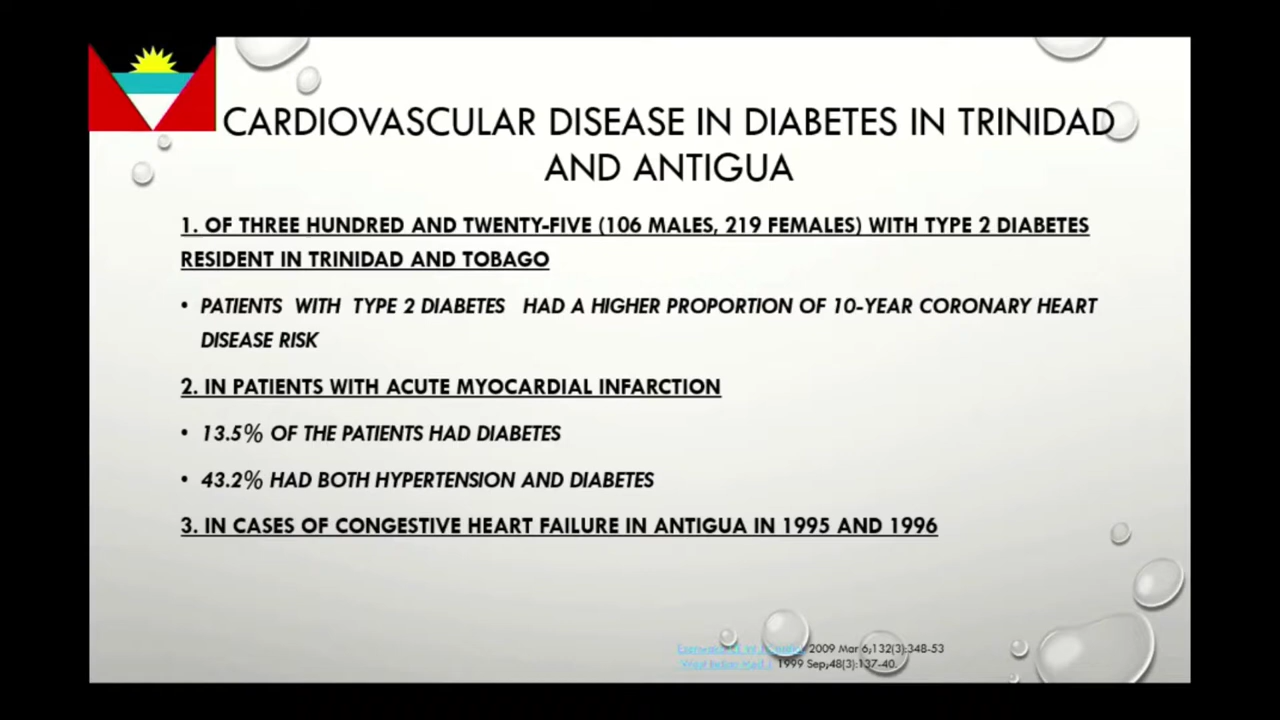 CARDIOVASCULAR DISEASE IN DIABETES IN TRINIDAD
AND ANTIGUA
1. OF THREE HUNDRED AND TWENTY-FIVE (106 MALES, 219 FEMALES) WITH TYPE 2 DIABETES
RESIDENT IN TRINIDAD AND TOBAGO
• PATIENTS WITH TYPE 2 DIABETES HAD A HIGHER PROPORTION OF 10-YEAR CORONARY HEART
DISEASE RISK
2. IN PATIENTS WITH ACUTE MYOCARDIAL INFARCTION
• 13.5% OF THE PATIENTS HAD DIABETES
• 43.2% HAD BOTH HYPERTENSION AND DIABETES
3. IN CASES OF CONGESTIVE HEART FAILURE IN ANTIGUA IN 1995 AND 1996
2009 Mar 6;132(3):348-53
West Indian Med J 1999 Sep;48(3):137-40.